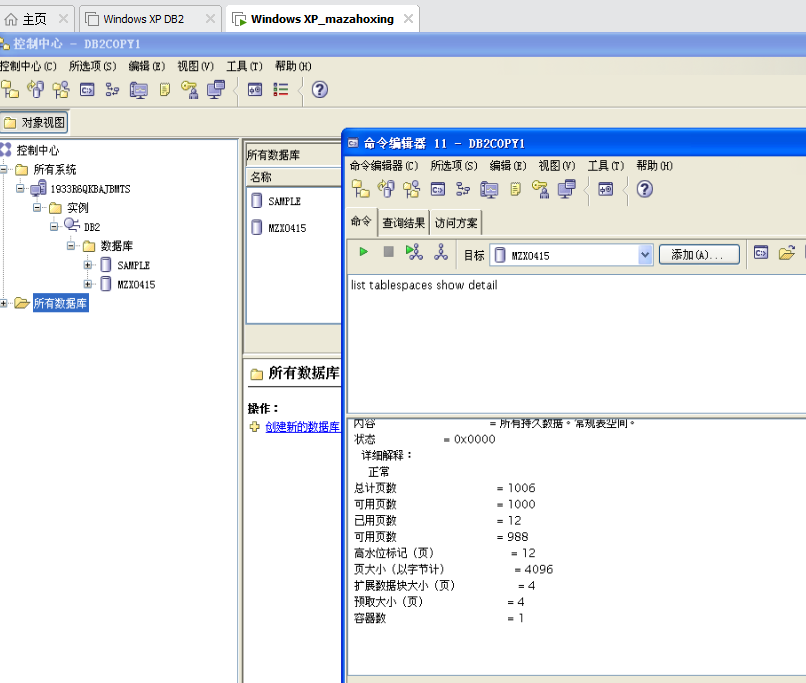 主页
Windows XP DB2
Windows XP_mazahoxing
控制中心 - DB2COPY1
控制中心(C) 所选项(S) 编辑(E) 视图(V) 工具(T) 帮助(H)
对象视图
控制中心
所有系统
1933R6QKBAJBMTS
实例
DB2
数据库
SAMPLE
MZX0415
所有数据库
所有数据库
名称
SAMPLE
MZX0415
所有数据库
操作：
创建新的数据库
命令编辑器 11 - DB2COPY1
命令编辑器(C) 所选项(S) 编辑(E) 视图(V) 工具(T) 帮助(H)
命令 查询结果 访问方案
目标 MZX0415 添加(A)...
list tablespaces show detail
内容 = 所有持久数据。常规表空间。
状态 = 0x0000
详细解释：
正常
总计页数 = 1006
可用页数 = 1000
已用页数 = 12
可用页数 = 988
高水位标记（页） = 12
页大小（以字节计） = 4096
扩展数据块大小（页） = 4
预取大小（页） = 4
容器数 = 1